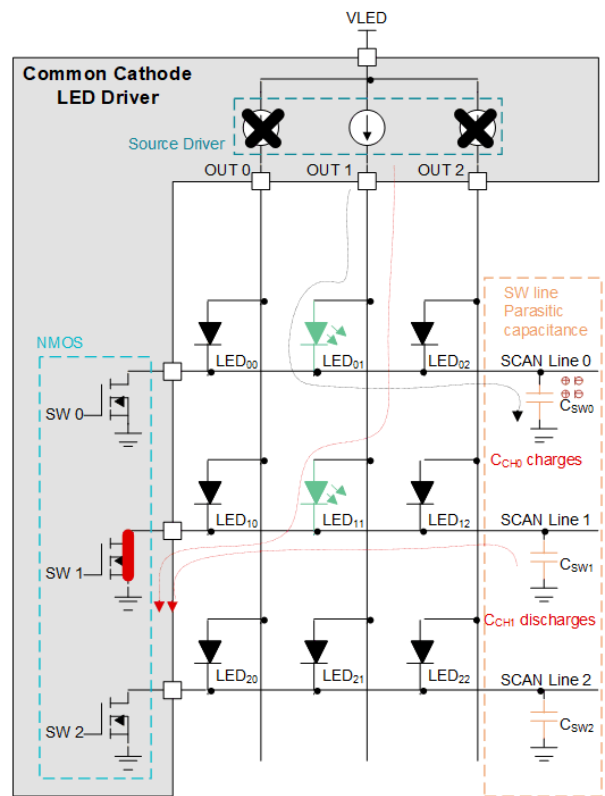 VLED
Common Cathode
LED Driver
Source Driver
OUT 0
OUT 1
OUT 2
SW line
Parasitic
capacitance
NMOS
LED00
LED01
LED02
SCAN Line 0
SW 0
CSW0
CCH0 charges
LED10
LED11
LED12
SCAN Line 1
SW 1
CSW1
CCH1 discharges
LED20
LED21
LED22
SCAN Line 2
SW 2
CSW2